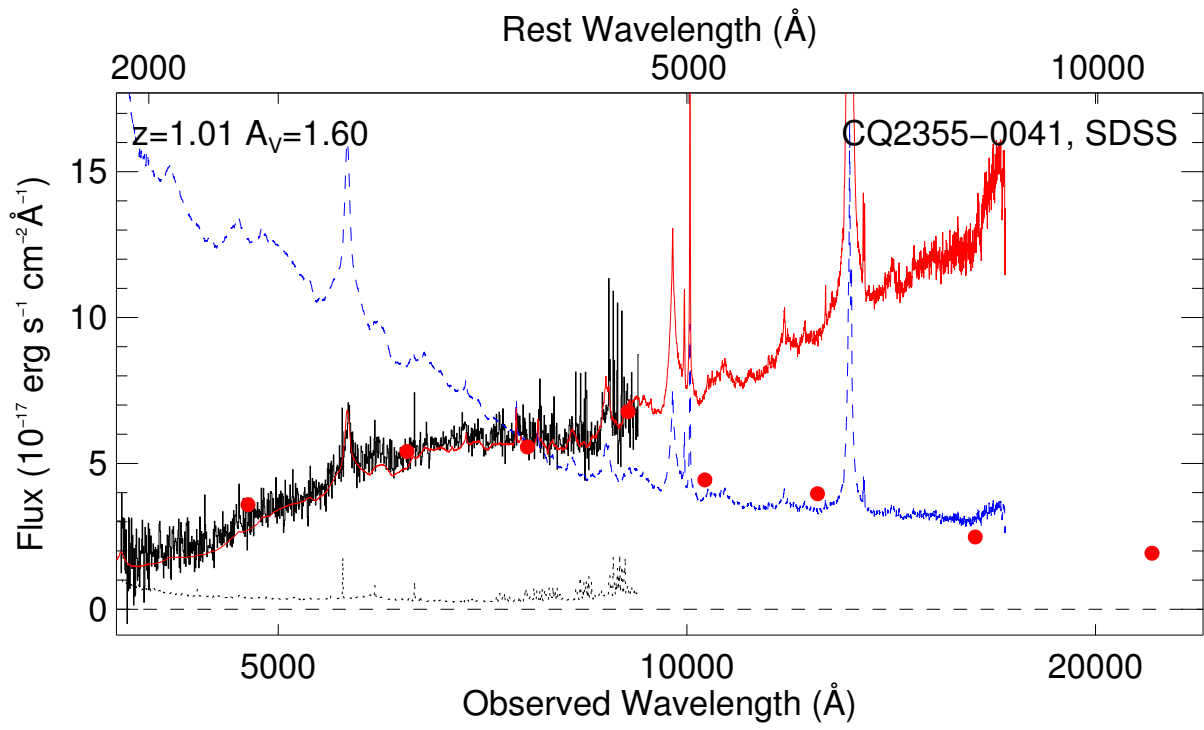 Rest Wavelength (Å)
2000 5000 10000
z=1.01 A_V=1.60 CQ2355−0041, SDSS
15
10
5
0
Flux (10⁻¹⁷ erg s⁻¹ cm⁻²Å⁻¹)
5000 10000 20000
Observed Wavelength (Å)